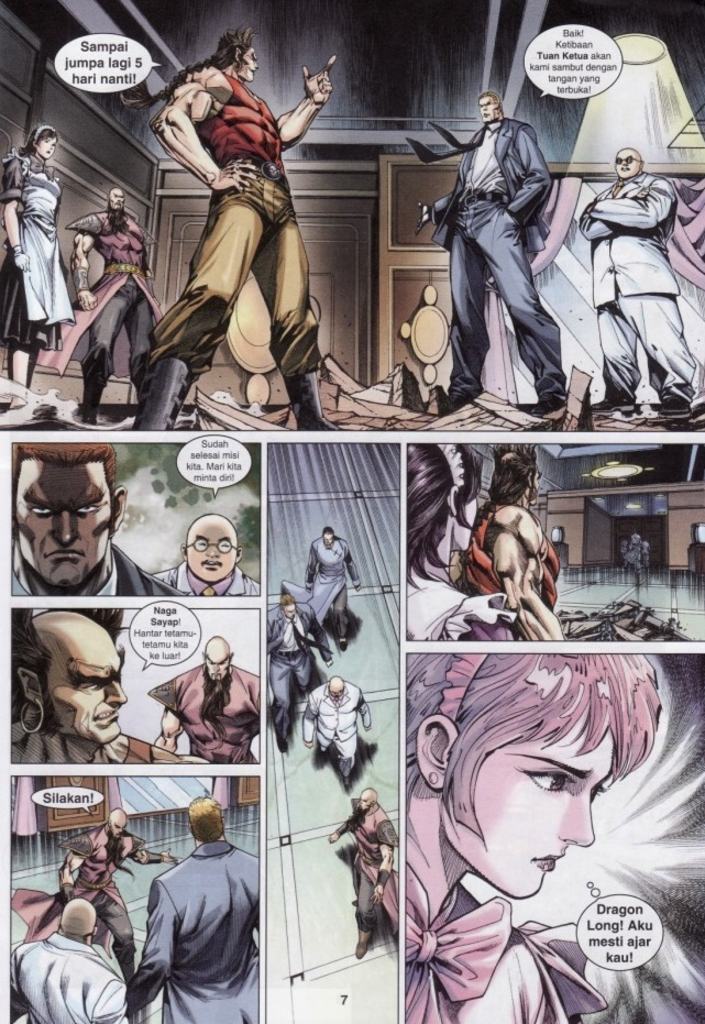 Sampai
jumpa lagi 5
hari nanti!
Baik!
Ketibaan
Tuan Ketua akan
kami sambut dengan
tangan yang
terbuka!
Sudah
selesai misi
kita. Mari kita
minta diri!
Naga
Sayap!
Hantar tetamu-
tetamu kita
ke luar!
Silakan!
Dragon
Long! Aku
mesti ajar
kau!
7